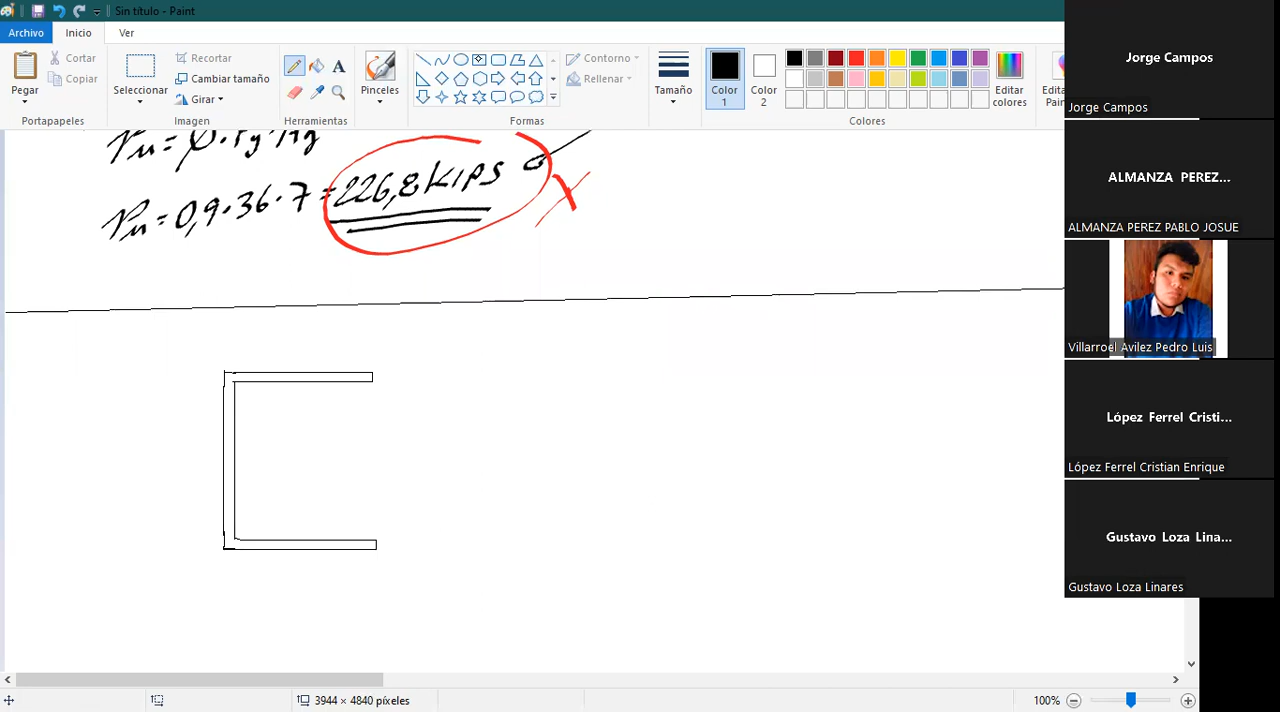 Sin título - Paint
Archivo
Inicio
Ver
Pegar
Cortar
Copiar
Portapapeles
Seleccionar
Recortar
Cambiar tamaño
Girar
Imagen
A
Herramientas
Pinceles
Contorno
Rellenar
Formas
Tamaño
Color
1
Color
2
Editar
colores
Colores
Pu = φ·Fy·Ag
Pu = 0,9·36·7 = 226,8 Kips
Jorge Campos
Jorge Campos
ALMANZA PEREZ...
ALMANZA PEREZ PABLO JOSUE
Villarroel Avilez Pedro Luis
López Ferrel Cristi...
López Ferrel Cristian Enrique
Gustavo Loza Lina...
Gustavo Loza Linares
3944 × 4840 píxeles
100%